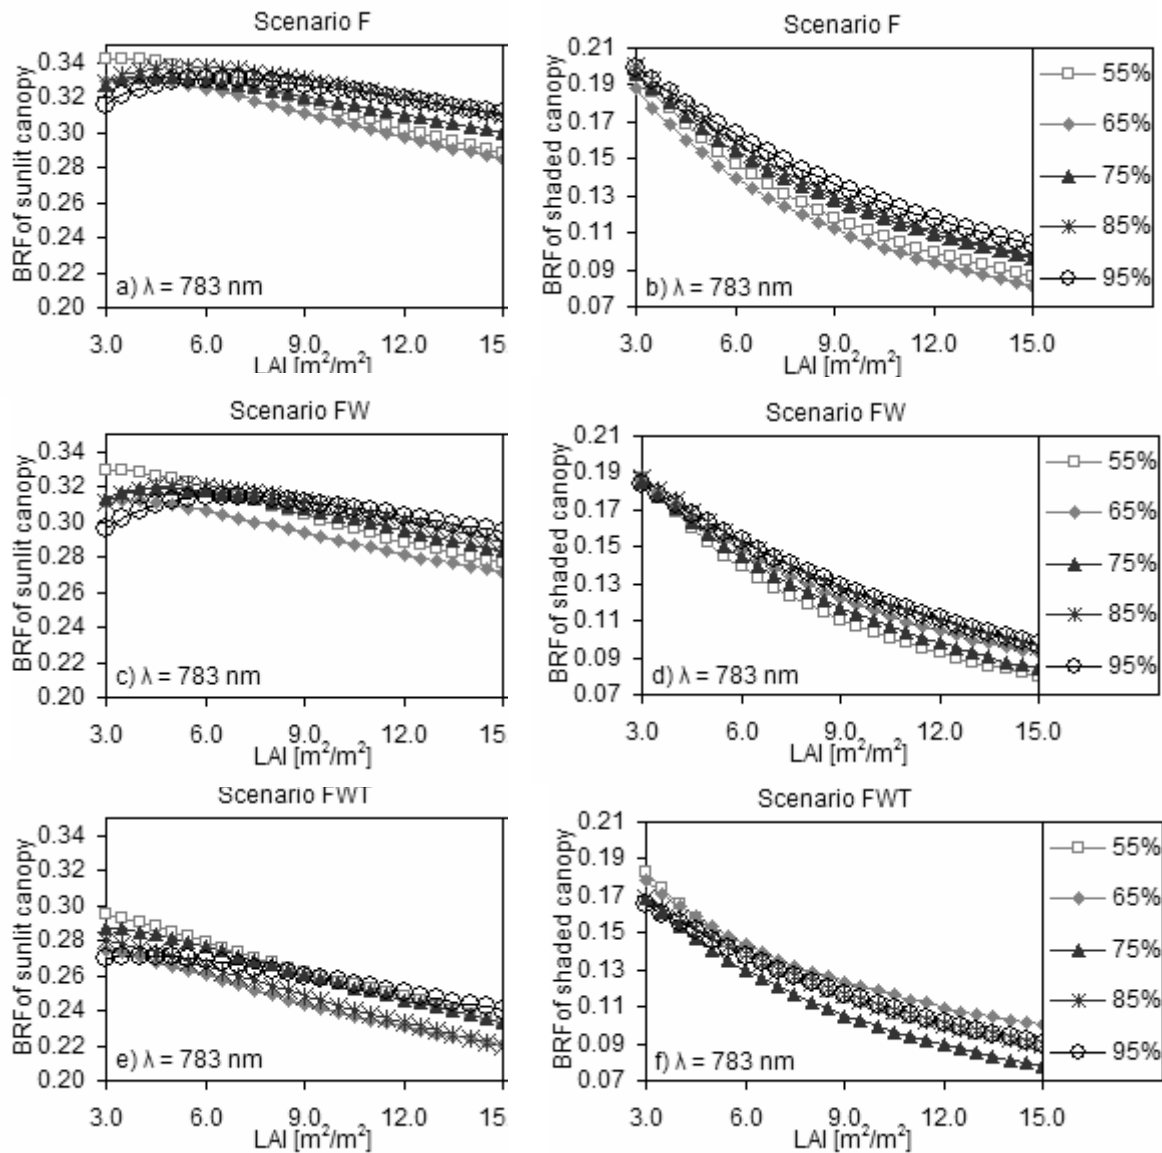 Scenario F
BRF of sunlit canopy
0.34
0.32
0.30
0.28
0.26
0.24
0.22
0.20
a) λ = 783 nm
3.0 6.0 9.0 12.0 15.
LAI [m²/m²]
Scenario F
BRF of shaded canopy
0.21
0.19
0.17
0.15
0.13
0.11
0.09
0.07
b) λ = 783 nm
3.0 6.0 9.0 12.0 15.0
LAI [m²/m²]
55%
65%
75%
85%
95%
Scenario FW
BRF of sunlit canopy
0.34
0.32
0.30
0.28
0.26
0.24
0.22
0.20
c) λ = 783 nm
3.0 6.0 9.0 12.0 15.0
LAI [m²/m²]
Scenario FW
BRF of shaded canopy
0.21
0.19
0.17
0.15
0.13
0.11
0.09
0.07
d) λ = 783 nm
3.0 6.0 9.0 12.0 15.0
LAI [m²/m²]
55%
65%
75%
85%
95%
Scenario FWT
BRF of sunlit canopy
0.34
0.32
0.30
0.28
0.26
0.24
0.22
0.20
e) λ = 783 nm
3.0 6.0 9.0 12.0 15.
LAI [m²/m²]
Scenario FWT
BRF of shaded canopy
0.21
0.19
0.17
0.15
0.13
0.11
0.09
0.07
f) λ = 783 nm
3.0 6.0 9.0 12.0 15.0
LAI [m²/m²]
55%
65%
75%
85%
95%